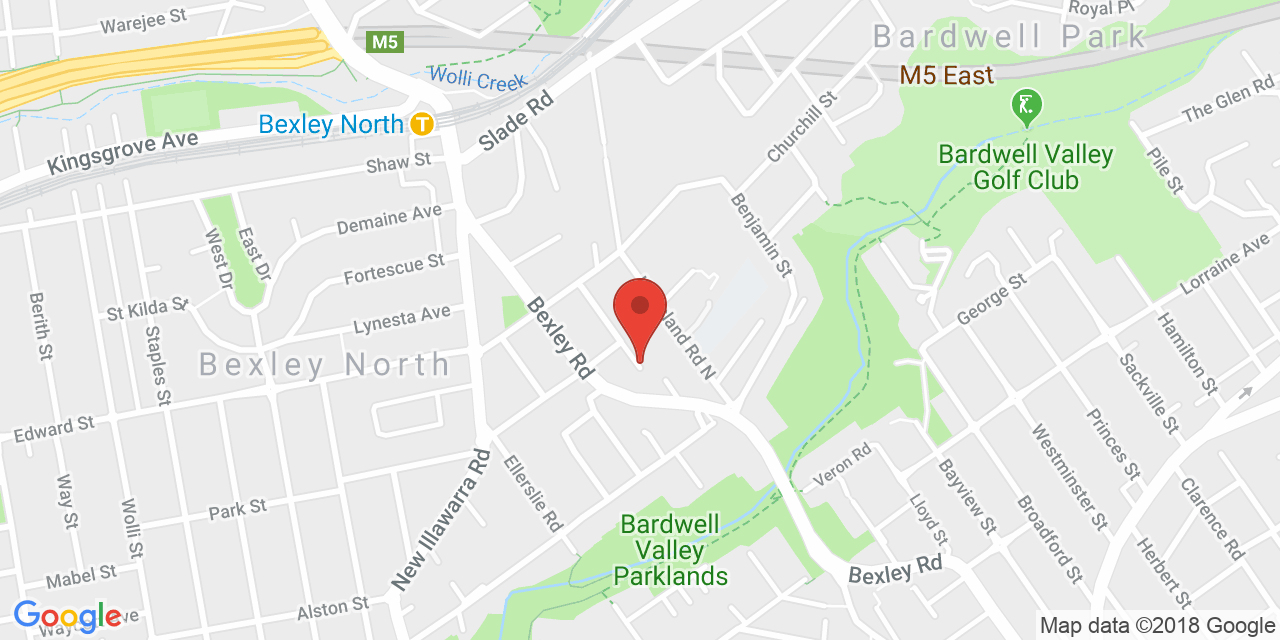 Warejee St
Royal Pl
Bardwell Park
M5
M5 East
Wolli Creek
The Glen Rd
Slade Rd
Churchill St
Bexley North
T
Kingsgrove Ave
Shaw St
Bardwell Valley
Golf Club
Pile St
Demaine Ave
Benjamin St
West Dr
East Dr
Fortescue St
Lorraine Ave
George St
St Kilda St
Berith St
Staples St
Lynesta Ave
Bexley Rd
land Rd N
Hamilton St
Sackville St
Bexley North
Edward St
Princes St
Westminster St
Veron Rd
Way St
Wolli St
New Illawarra Rd
Ellerslie Rd
Park St
Bayview St
Lloyd St
Broadford St
Clarence Rd
Herbert St
Bardwell
Valley
Parklands
Bexley Rd
Mabel St
Alston St
Google
Map data ©2018 Google